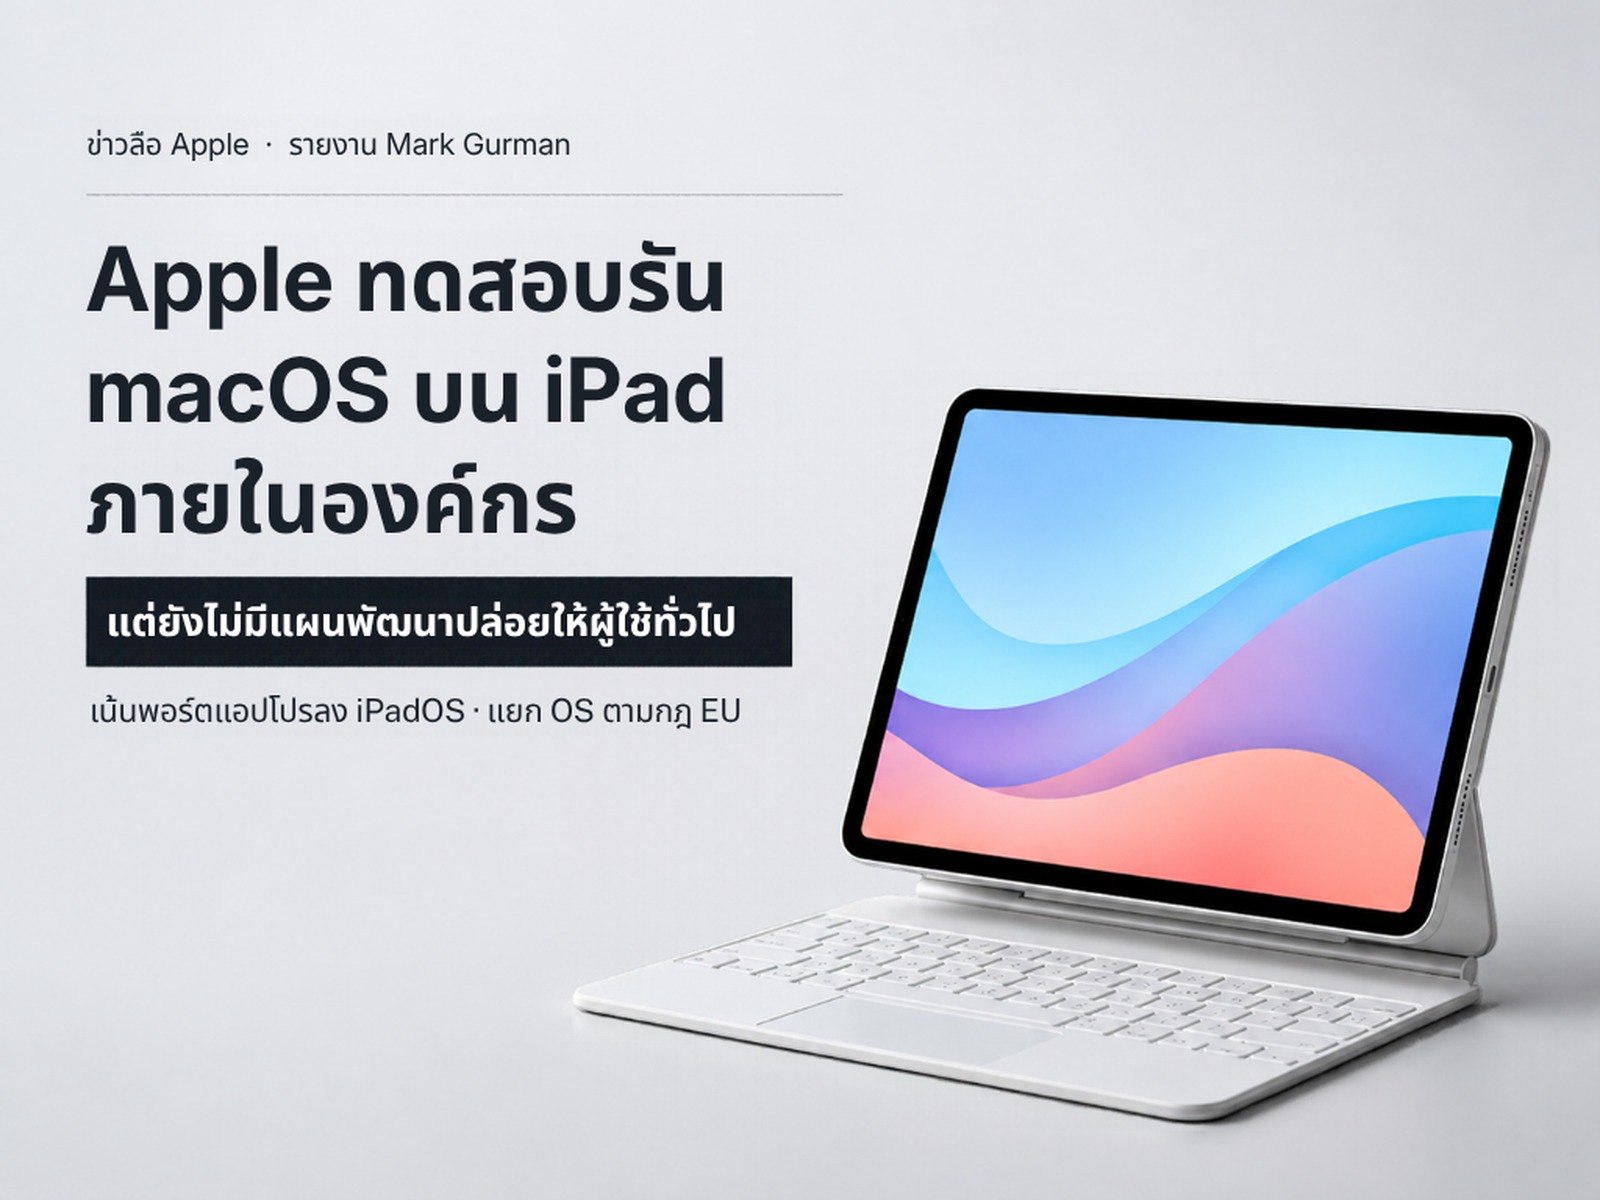 ข่าวลือ Apple · รายงาน Mark Gurman
Apple ทดสอบรัน
macOS บน iPad
ภายในองค์กร
แต่ยังไม่มีแผนพัฒนาปล่อยให้ผู้ใช้ทั่วไป
เน้นพอร์ตแอปโปรลง iPadOS · แยก OS ตามกฎ EU